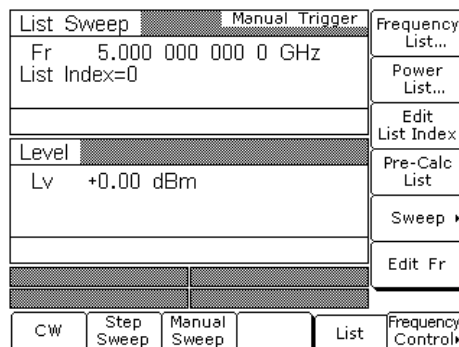 List Sweep
Manual Trigger
Fr 5.000 000 000 0 GHz
List Index=0
Level
Lv +0.00 dBm
Frequency
List...
Power
List...
Edit
List Index
Pre-Calc
List
Sweep
Edit Fr
CW
Step
Sweep
Manual
Sweep
List
Frequency
Control